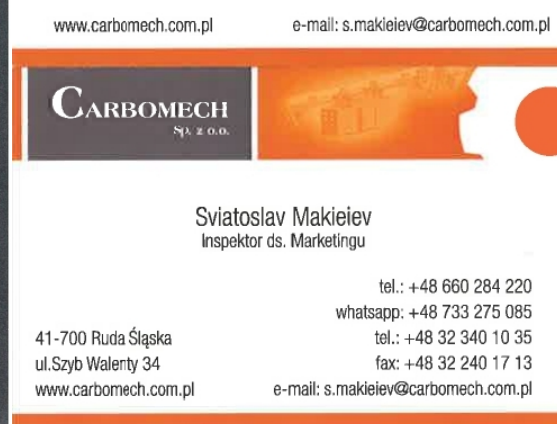 www.carbomech.com.pl e-mail: s.makieiev@carbomech.com.pl
CARBOMECH
Sp. z o.o.
Sviatoslav Makieiev
Inspektor ds. Marketingu
tel.: +48 660 284 220
whatsapp: +48 733 275 085
41-700 Ruda Śląska tel.: +48 32 340 10 35
ul.Szyb Walenty 34 fax: +48 32 240 17 13
www.carbomech.com.pl e-mail: s.makieiev@carbomech.com.pl